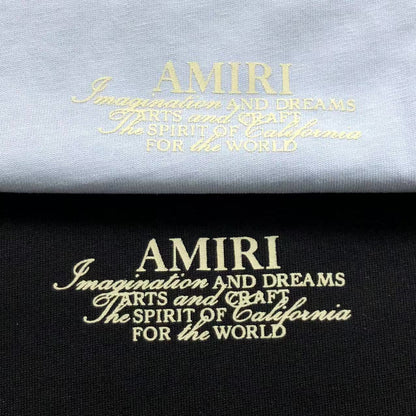 AMIRI
Imagination AND DREAMS
ARTS and CRAFT
The SPIRIT OF California
FOR the WORLD
AMIRI
Imagination AND DREAMS
ARTS and CRAFT
The SPIRIT OF California
FOR the WORLD